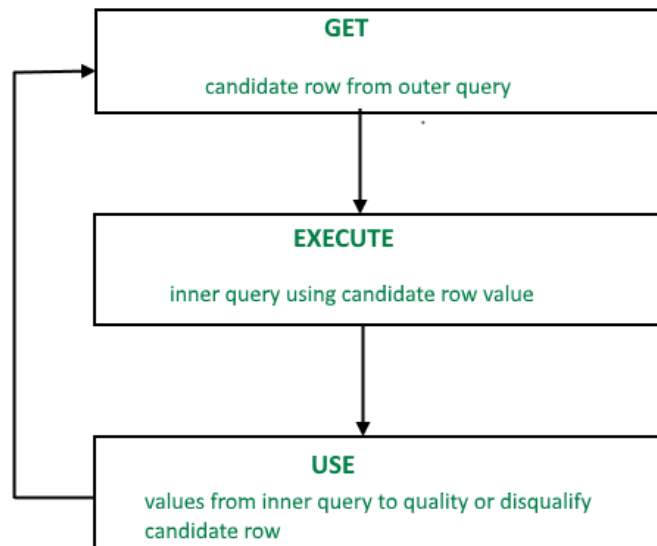 GET
candidate row from outer query
EXECUTE
inner query using candidate row value
USE
values from inner query to quality or disqualify
candidate row